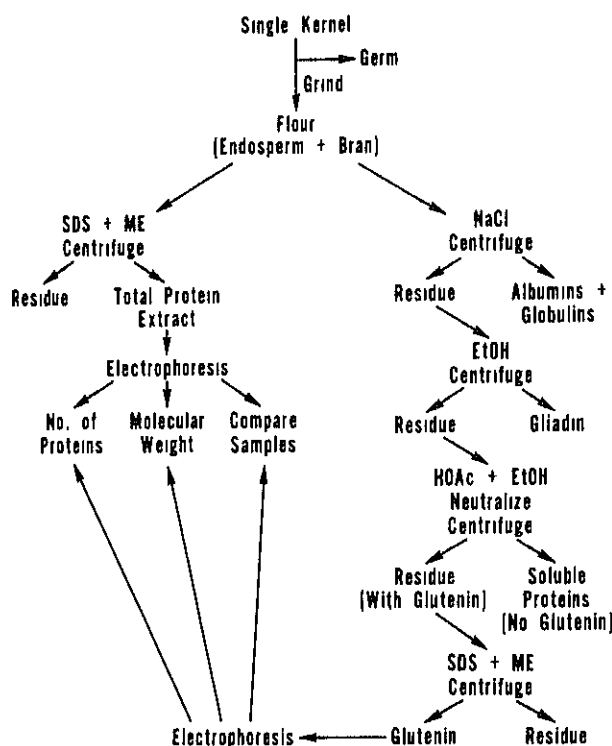 Single Kernel
Germ
Grind
Flour
(Endosperm + Bran)
SDS + ME
Centrifuge
Residue
Total Protein
Extract
Electrophoresis
No. of
Proteins
Molecular
Weight
Compare
Samples
NaCl
Centrifuge
Residue
Albumins +
Globulins
EtOH
Centrifuge
Residue
Gliadin
HOAc + EtOH
Neutralize
Centrifuge
Residue
(With Glutenin)
Soluble
Proteins
(No Glutenin)
SDS + ME
Centrifuge
Electrophoresis
Glutenin
Residue